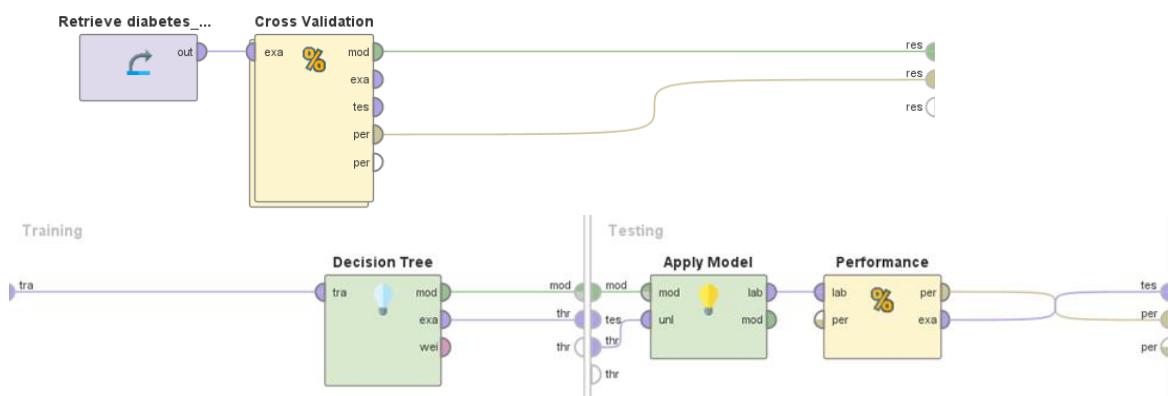 Retrieve diabetes_...
Cross Validation
out
exa
mod
exa
tes
per
per
res
res
res
Training
Testing
Decision Tree
Apply Model
Performance
tra
tra
mod
exa
wei
mod
thr
thr
mod
tes
thr
thr
mod
unl
lab
mod
lab
per
per
exa
tes
per
per